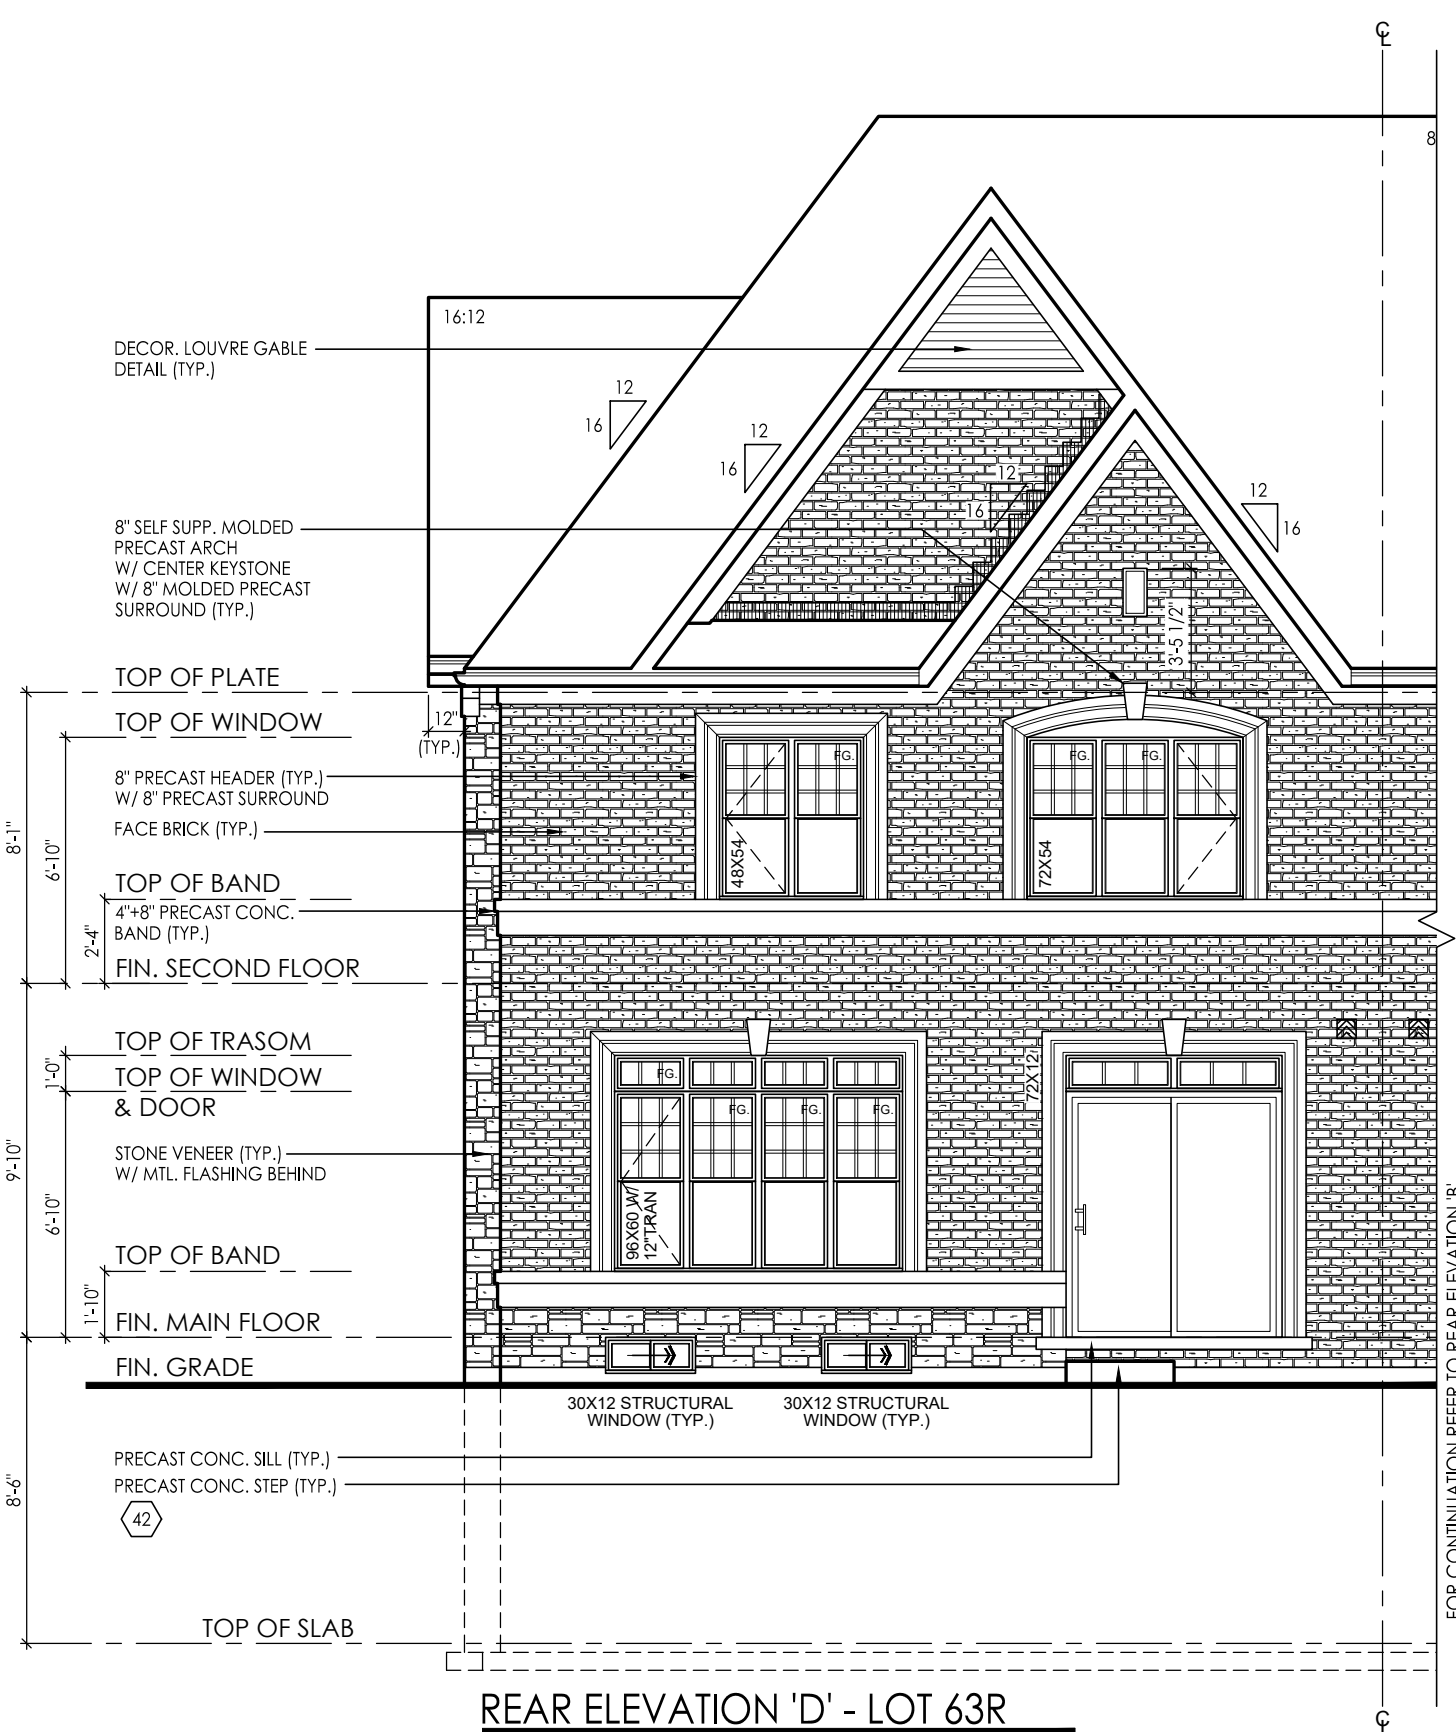 ℄
8
16:12
DECOR. LOUVRE GABLE
DETAIL (TYP.)
12
16
12
16
12
16
12
16
8" SELF SUPP. MOLDED
PRECAST ARCH
W/ CENTER KEYSTONE
W/ 8" MOLDED PRECAST
SURROUND (TYP.)
3'-5 1/2"
TOP OF PLATE
TOP OF WINDOW
12"
(TYP.)
8" PRECAST HEADER (TYP.)
W/ 8" PRECAST SURROUND
FACE BRICK (TYP.)
FG.
FG.
FG.
48X54
72X54
8'-1"
6'-10"
TOP OF BAND
4"+8" PRECAST CONC.
BAND (TYP.)
2'-4"
FIN. SECOND FLOOR
TOP OF TRASOM
1'-0"
TOP OF WINDOW
& DOOR
FG.
FG.
FG.
FG.
72X12
STONE VENEER (TYP.)
W/ MTL. FLASHING BEHIND
9'-10"
6'-10"
96X60 W/
12"TRAN
TOP OF BAND
1'-10"
FIN. MAIN FLOOR
FIN. GRADE
30X12 STRUCTURAL
WINDOW (TYP.)
30X12 STRUCTURAL
WINDOW (TYP.)
PRECAST CONC. SILL (TYP.)
PRECAST CONC. STEP (TYP.)
42
8'-6"
TOP OF SLAB
FOR CONTINUATION REFER TO REAR ELEVATION 'B'
REAR ELEVATION 'D' - LOT 63R
℄